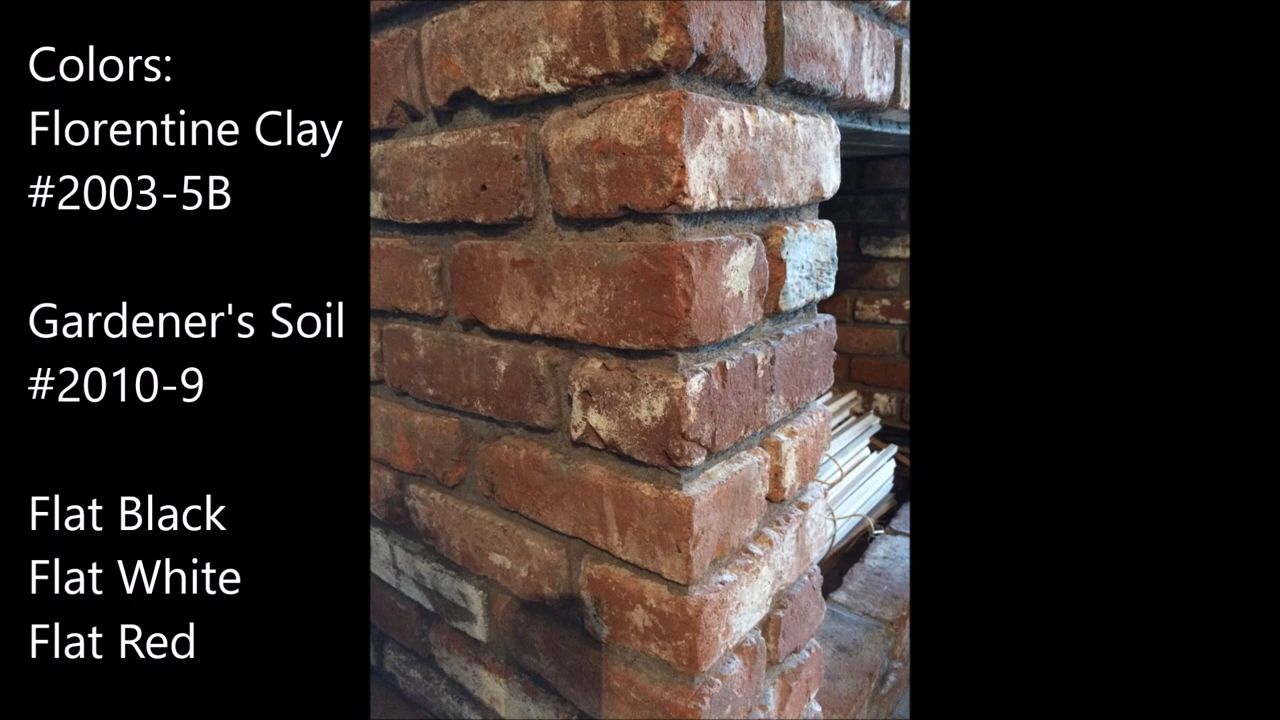 Colors:
Florentine Clay
#2003-5B
Gardener's Soil
#2010-9
Flat Black
Flat White
Flat Red